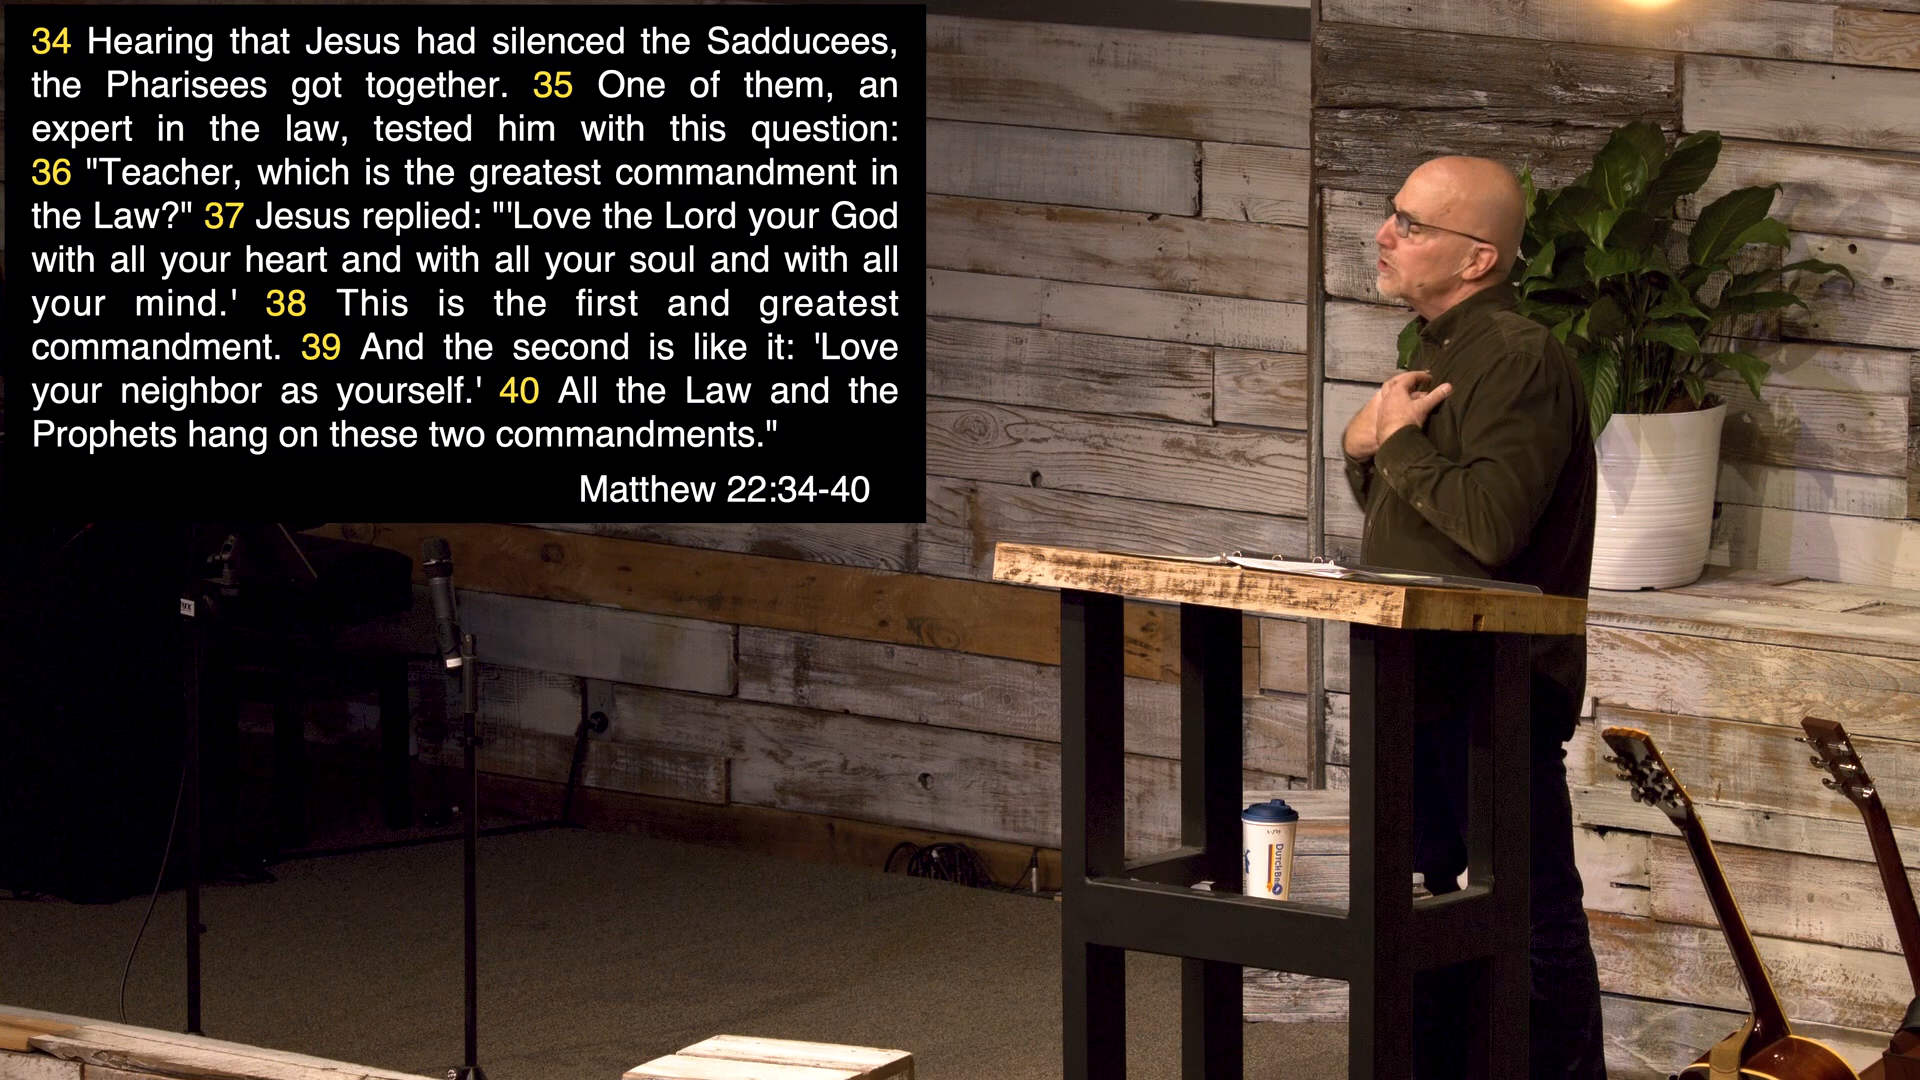 34 Hearing that Jesus had silenced the Sadducees,
the Pharisees got together. 35 One of them, an
expert in the law, tested him with this question:
36 "Teacher, which is the greatest commandment in
the Law?" 37 Jesus replied: "'Love the Lord your God
with all your heart and with all your soul and with all
your mind.' 38 This is the first and greatest
commandment. 39 And the second is like it: 'Love
your neighbor as yourself.' 40 All the Law and the
Prophets hang on these two commandments."
Matthew 22:34-40
DUTCH BRO